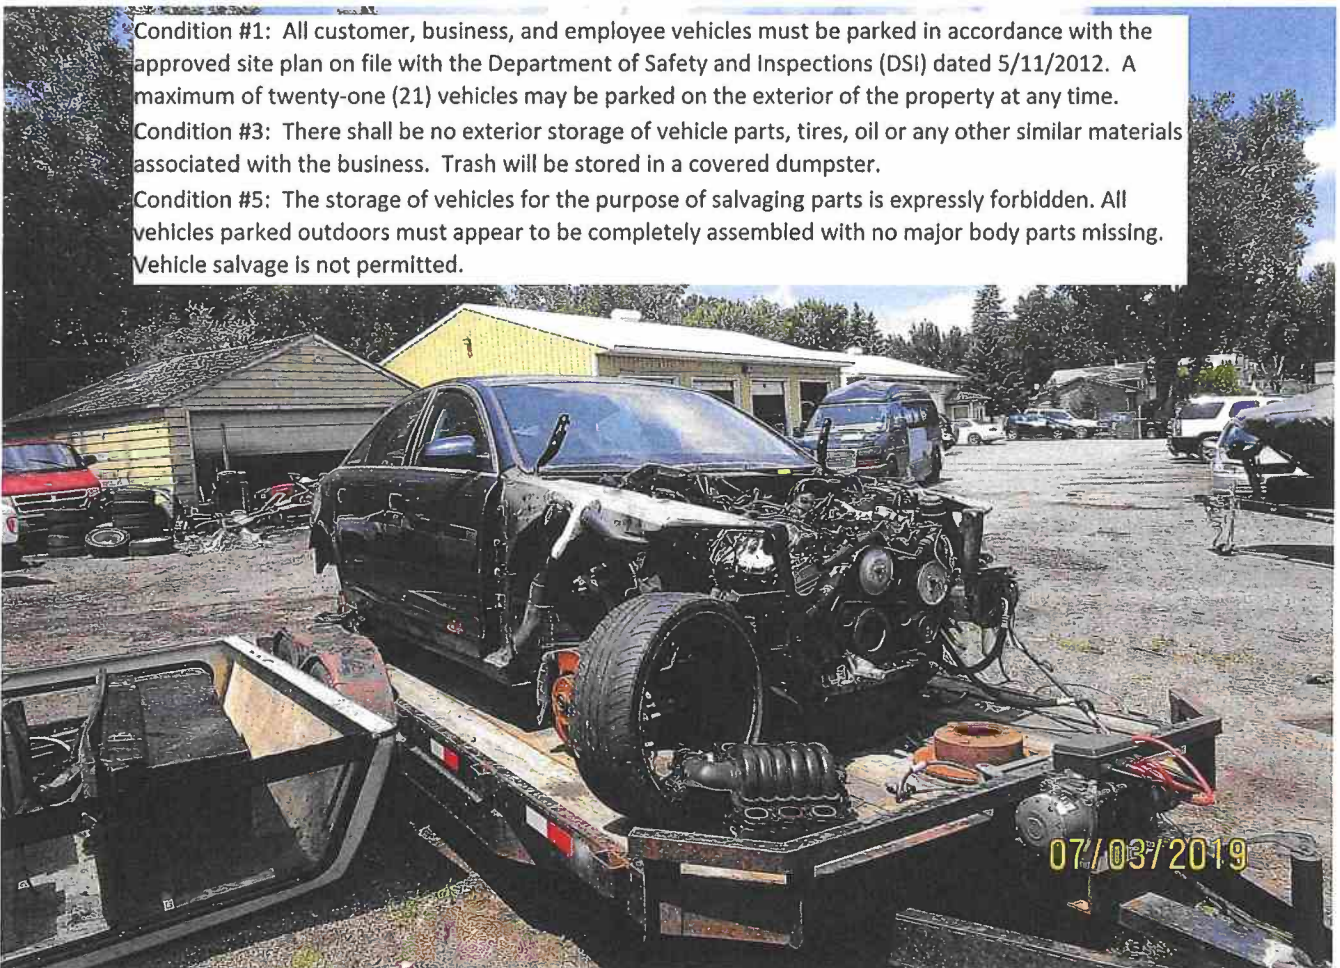 Condition #1:  All customer, business, and employee vehicles must be parked in accordance with the
approved site plan on file with the Department of Safety and Inspections (DSI) dated 5/11/2012.  A
maximum of twenty-one (21) vehicles may be parked on the exterior of the property at any time.
Condition #3:  There shall be no exterior storage of vehicle parts, tires, oil or any other similar materials
associated with the business.  Trash will be stored in a covered dumpster.
Condition #5:  The storage of vehicles for the purpose of salvaging parts is expressly forbidden. All
vehicles parked outdoors must appear to be completely assembled with no major body parts missing.
Vehicle salvage is not permitted.
07/03/2019